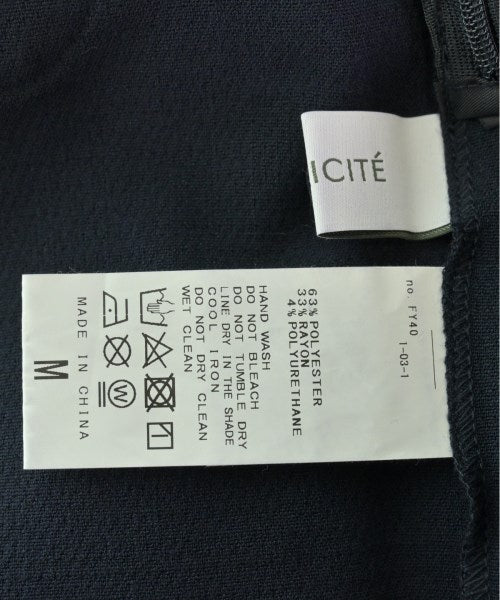 ICITÉ
no. FY40
1-03-1
63% POLYESTER
33% RAYON
4% POLYURETHANE
HAND WASH
DO NOT BLEACH
DO NOT TUMBLE DRY
LINE DRY IN THE SHADE
COOL IRON
DO NOT DRY CLEAN
WET CLEAN
W
MADE IN CHINA
M